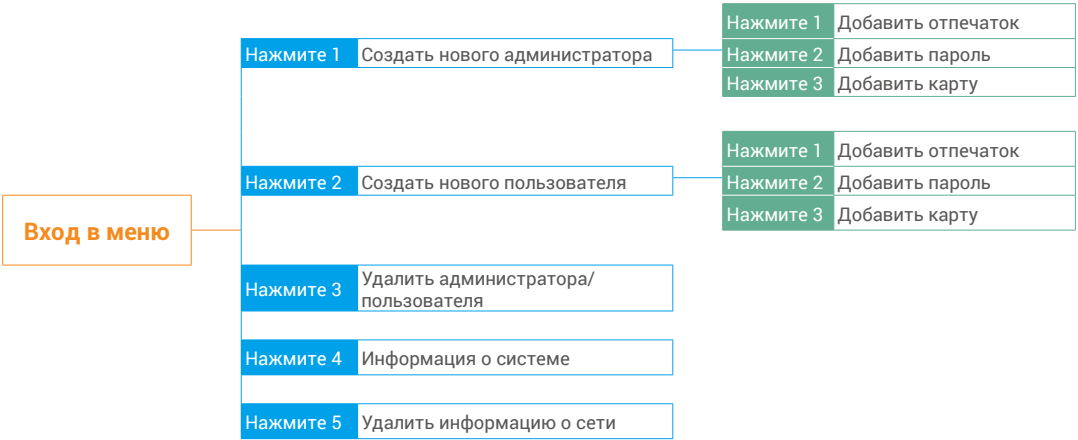 Вход в меню
Нажмите 1 Создать нового администратора
Нажмите 1 Добавить отпечаток
Нажмите 2 Добавить пароль
Нажмите 3 Добавить карту
Нажмите 2 Создать нового пользователя
Нажмите 1 Добавить отпечаток
Нажмите 2 Добавить пароль
Нажмите 3 Добавить карту
Нажмите 3 Удалить администратора/
пользователя
Нажмите 4 Информация о системе
Нажмите 5 Удалить информацию о сети